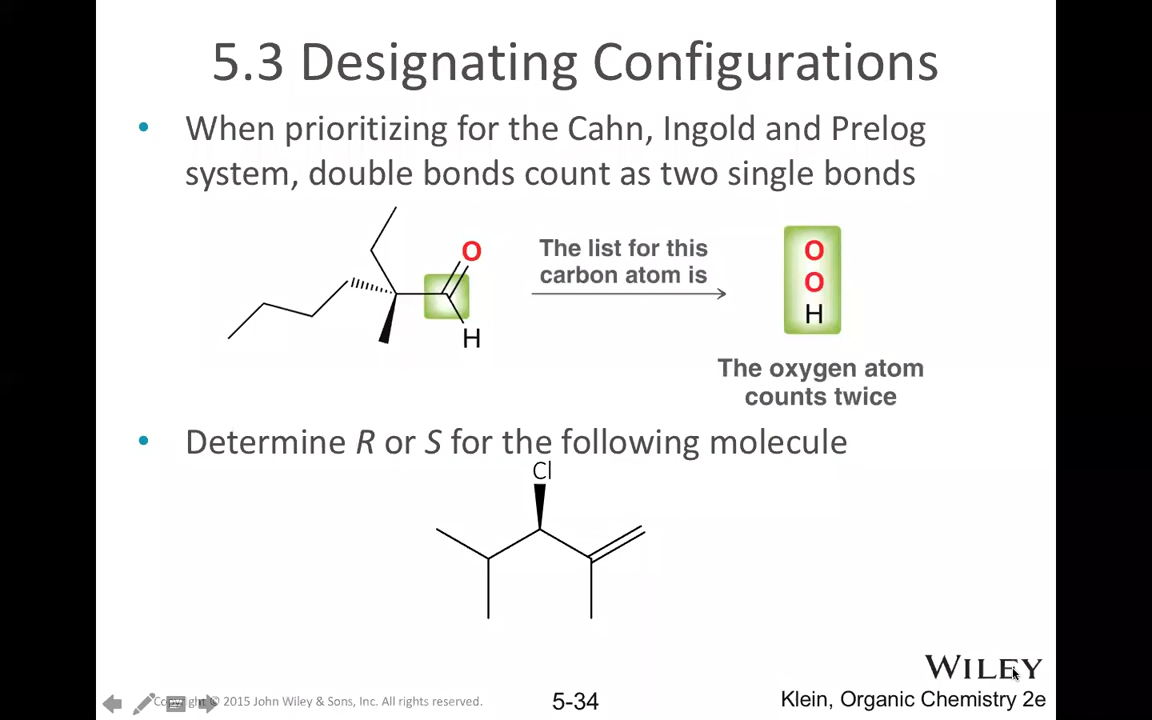 5.3 Designating Configurations
• When prioritizing for the Cahn, Ingold and Prelog
system, double bonds count as two single bonds
O
H
The list for this
carbon atom is
O
O
H
The oxygen atom
counts twice
• Determine R or S for the following molecule
Cl
WILEY
Copyright © 2015 John Wiley & Sons, Inc. All rights reserved.
5-34
Klein, Organic Chemistry 2e